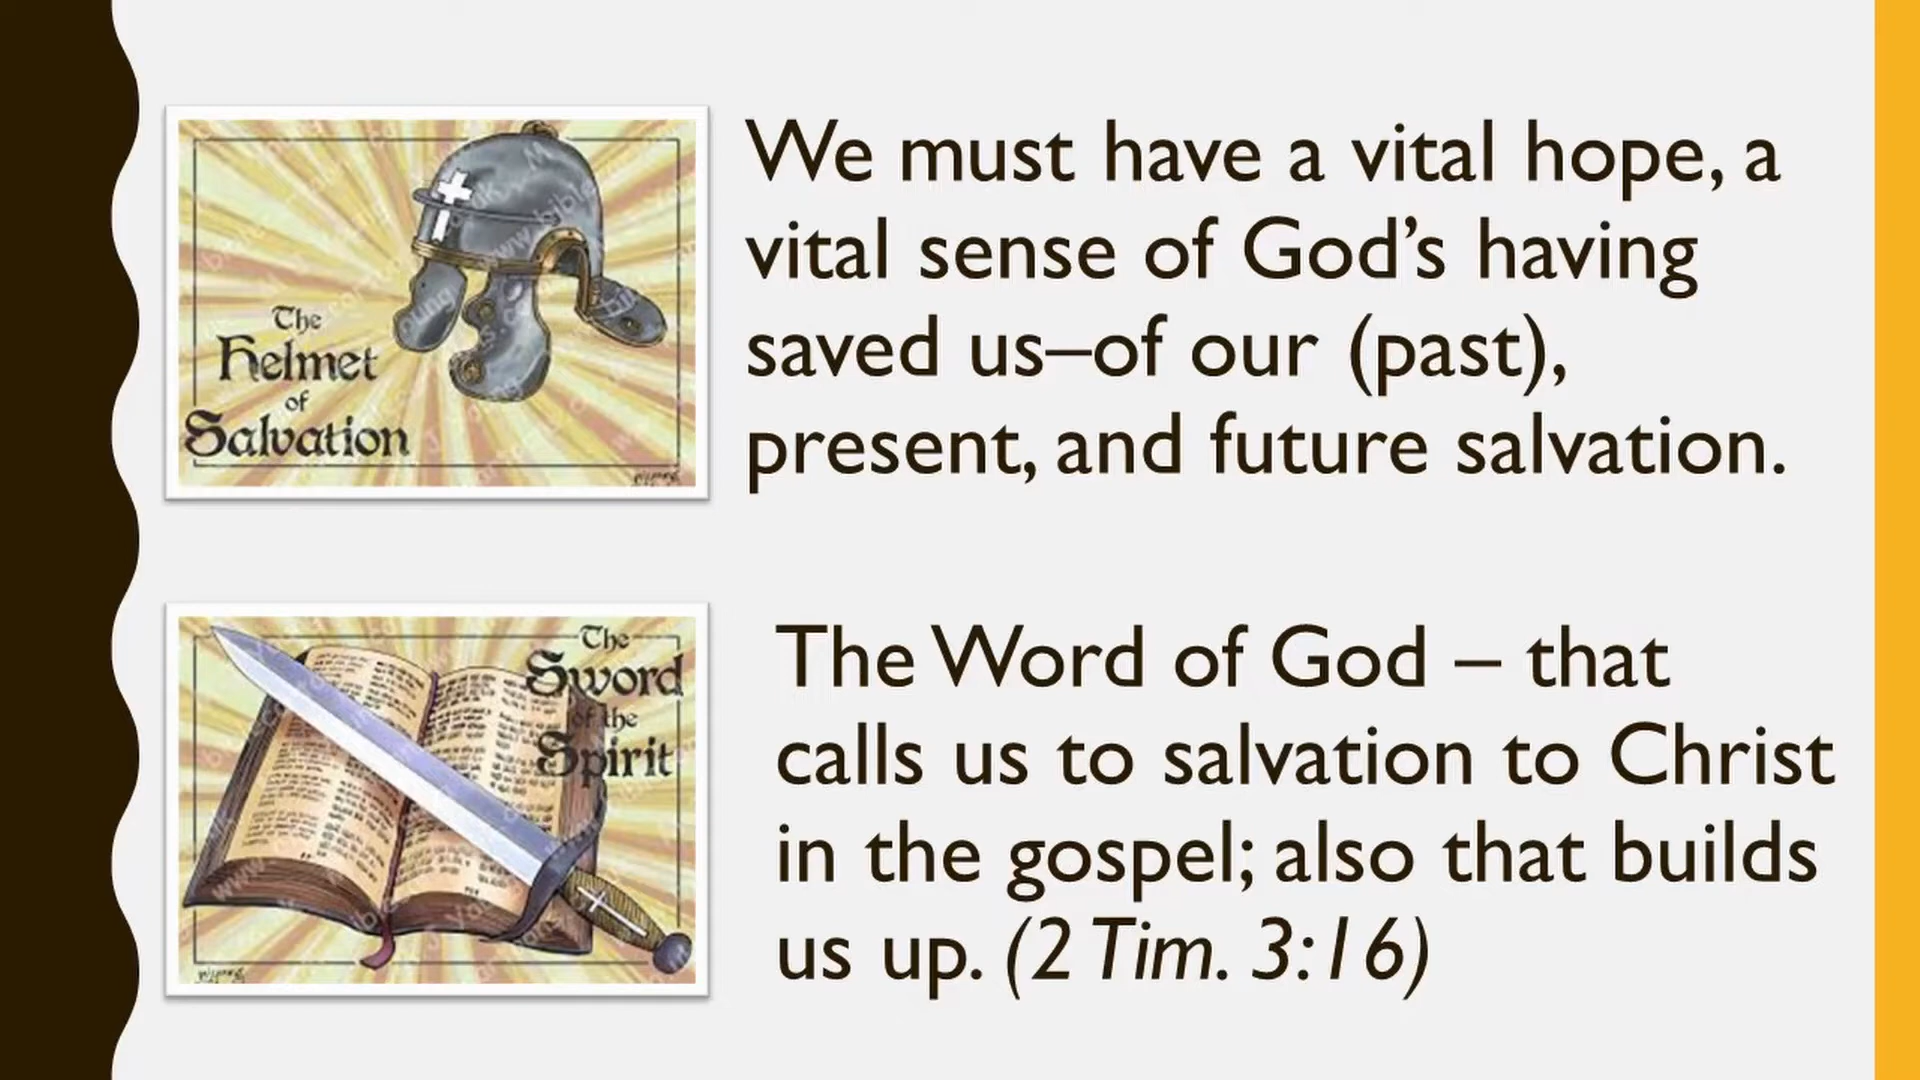 The
Helmet
of
Salvation
We must have a vital hope, a
vital sense of God’s having
saved us–of our (past),
present, and future salvation.
The
Sword
of the
Spirit
The Word of God – that
calls us to salvation to Christ
in the gospel; also that builds
us up. (2 Tim. 3:16)